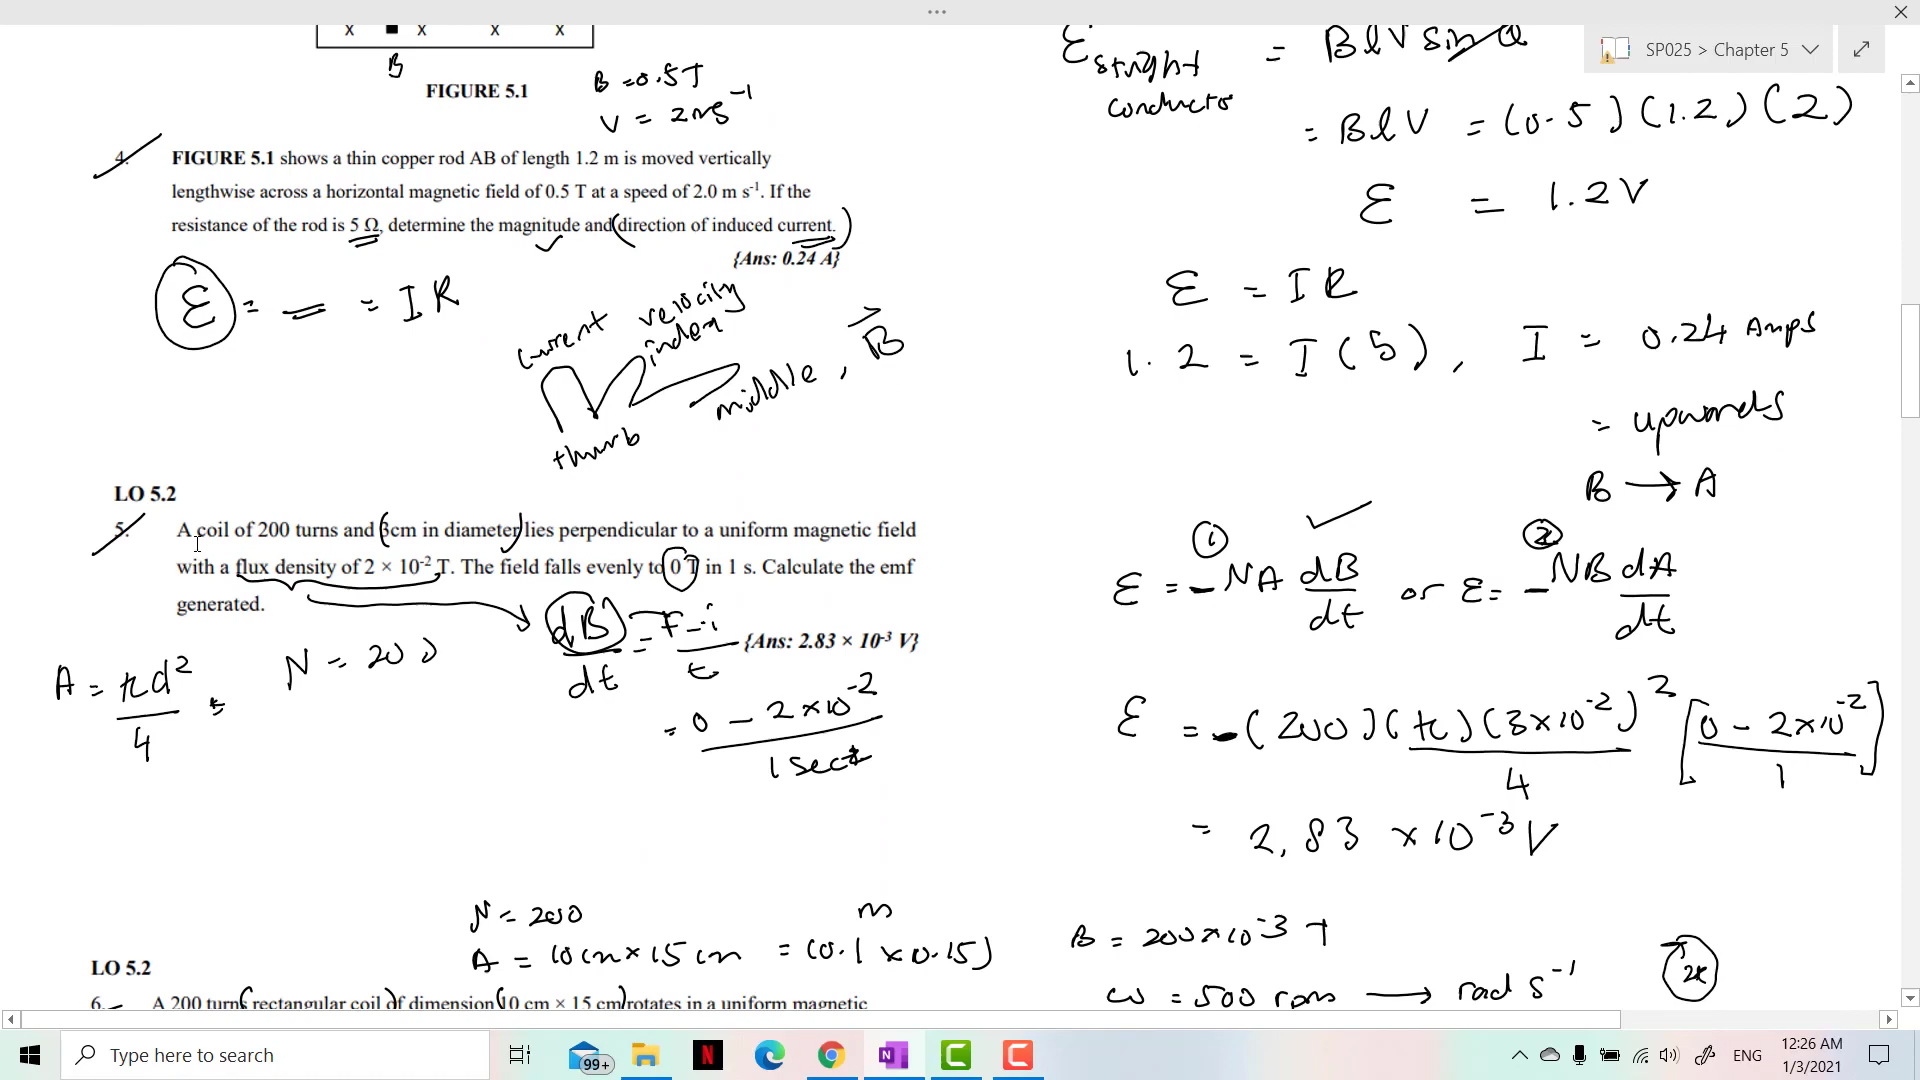 SP025 > Chapter 5
x x x x
B
FIGURE 5.1
B = 0.5 T
V = 2 ms⁻¹
4. FIGURE 5.1 shows a thin copper rod AB of length 1.2 m is moved vertically
lengthwise across a horizontal magnetic field of 0.5 T at a speed of 2.0 m s⁻¹. If the
resistance of the rod is 5 Ω, determine the magnitude and direction of induced current.
{Ans: 0.24 A}
ε = = IR
current velocity
index
middle, B
thumb
ε stright = BlV sin θ
conductor
= BlV = (0.5)(1.2)(2)
ε = 1.2V
ε = IR
1.2 = I(5), I = 0.24 Amps
= upwards
B → A
LO 5.2
5. A coil of 200 turns and 3cm in diameter lies perpendicular to a uniform magnetic field
with a flux density of 2 × 10⁻² T. The field falls evenly to 0 T in 1 s. Calculate the emf
generated.
{Ans: 2.83 × 10⁻³ V}
dB/dt = F-i/t
= 0 - 2×10⁻² / 1 sec
A = πd²/4 =
N = 200
① ②
ε = -NA dB/dt or ε = -NB dA/dt
ε = -(200)(π)(3×10⁻²)²/4 [0 - 2×10⁻²/1]
= 2.83 ×10⁻³ V
N = 200
m
A = 10cm×15cm = (0.1×0.15)
B = 200×10⁻³ T
ω = 500 rpm → rad s⁻¹
2π
LO 5.2
6. A 200 turns rectangular coil of dimension 10 cm × 15 cm rotates in a uniform magnetic
Type here to search
99+
N
ENG
12:26 AM
1/3/2021